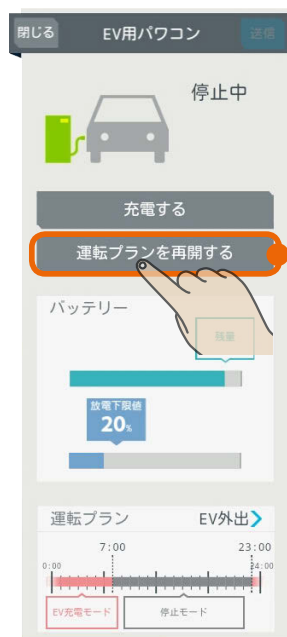 閉じる EV用パワコン 送信
停止中
充電する
運転プランを再開する
バッテリー
残量
放電下限値
20%
運転プラン EV外出
7:00 23:00
0:00 24:00
EV充電モード 停止モード